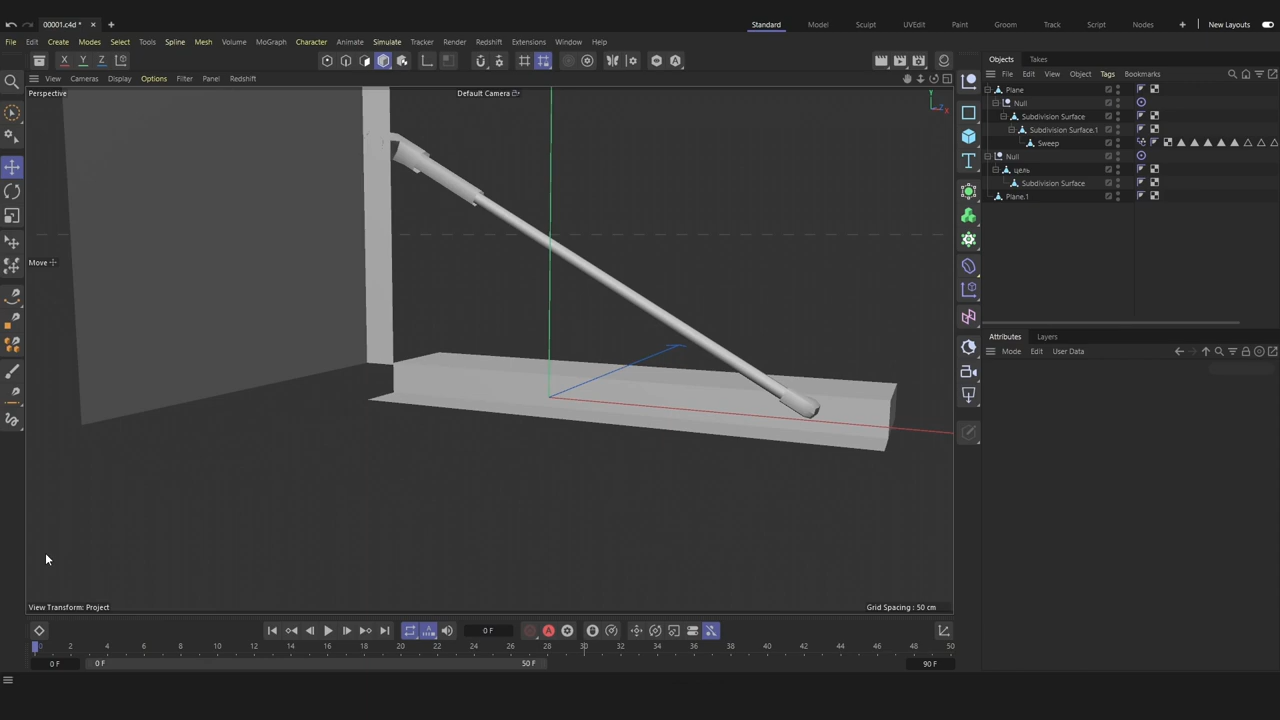 00001.c4d *
Standard Model Sculpt UVEdit Paint Groom Track Script Nodes New Layouts
File Edit Create Modes Select Tools Spline Mesh Volume MoGraph Character Animate Simulate Tracker Render Redshift Extensions Window Help
X Y Z
Objects Takes
File Edit View Object Tags Bookmarks
View Cameras Display Options Filter Panel Redshift
Perspective
Default Camera
Y
Z
X
Plane
Null
Subdivision Surface
Subdivision Surface.1
Sweep
Null
цель
Subdivision Surface
Plane.1
Move
Attributes Layers
Mode Edit User Data
View Transform: Project
Grid Spacing : 50 cm
0 F
0 2 4 6 8 10 12 14 16 18 20 22 24 26 28 30 32 34 36 38 40 42 44 46 48 50
0 F 0 F 50 F 90 F